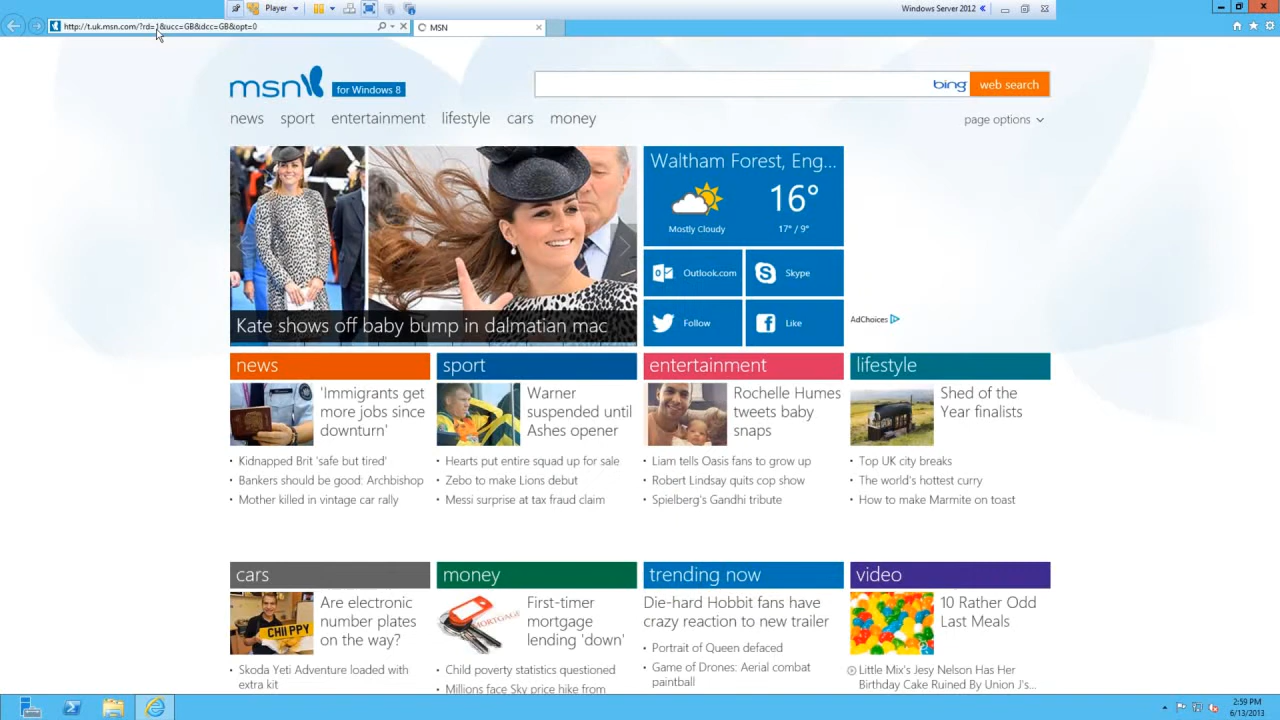 Player
Windows Server 2012
http://t.uk.msn.com/?rd=1&ucc=GB&dcc=GB&opt=0
MSN
msn
for Windows 8
bing
web search
news
sport
entertainment
lifestyle
cars
money
page options
Kate shows off baby bump in dalmatian mac
Waltham Forest, Eng...
16°
Mostly Cloudy
17° / 9°
Outlook.com
Skype
Follow
Like
AdChoices
news
'Immigrants get
more jobs since
downturn'
Kidnapped Brit 'safe but tired'
Bankers should be good: Archbishop
Mother killed in vintage car rally
sport
Warner
suspended until
Ashes opener
Hearts put entire squad up for sale
Zebo to make Lions debut
Messi surprise at tax fraud claim
entertainment
Rochelle Humes
tweets baby
snaps
Liam tells Oasis fans to grow up
Robert Lindsay quits cop show
Spielberg's Gandhi tribute
lifestyle
Shed of the
Year finalists
Top UK city breaks
The world's hottest curry
How to make Marmite on toast
cars
CHIPPY
Are electronic
number plates
on the way?
Skoda Yeti Adventure loaded with
extra kit
money
MORTGAGE
First-timer
mortgage
lending 'down'
Child poverty statistics questioned
Millions face Sky price hike from
trending now
Die-hard Hobbit fans have
crazy reaction to new trailer
Portrait of Queen defaced
Game of Drones: Aerial combat
paintball
video
10 Rather Odd
Last Meals
Little Mix's Jesy Nelson Has Her
Birthday Cake Ruined By Union J's...
2:59 PM
6/13/2013